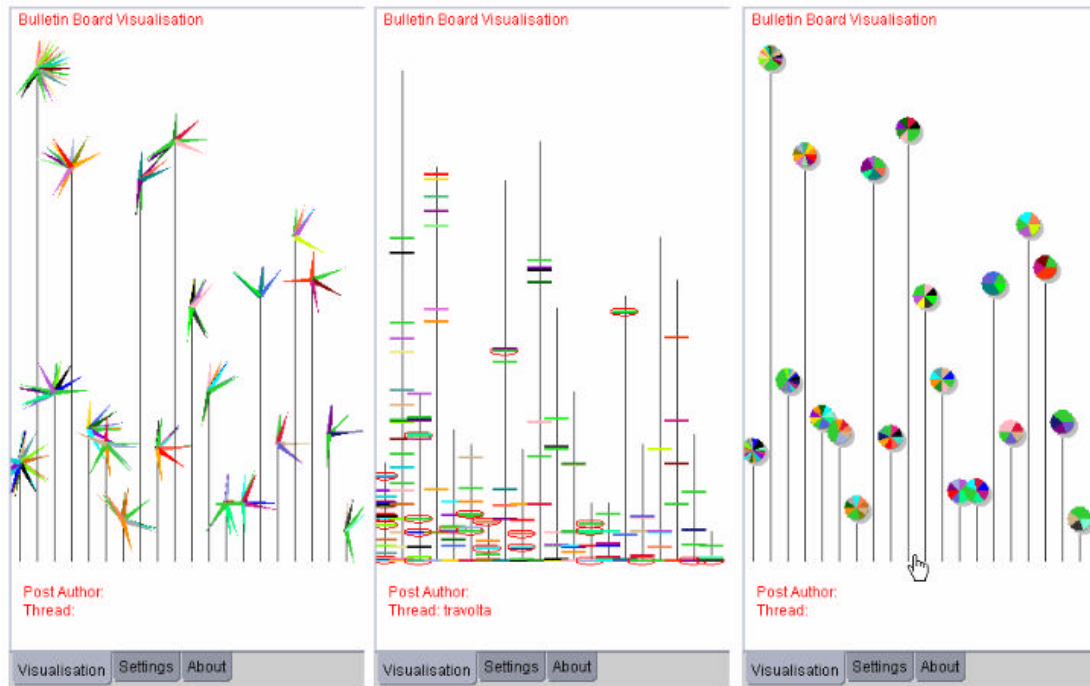 Bulletin Board Visualisation
Post Author:
Thread:
Visualisation Settings About
Bulletin Board Visualisation
Post Author:
Thread: travolta
Visualisation Settings About
Bulletin Board Visualisation
Post Author:
Thread:
Visualisation Settings About